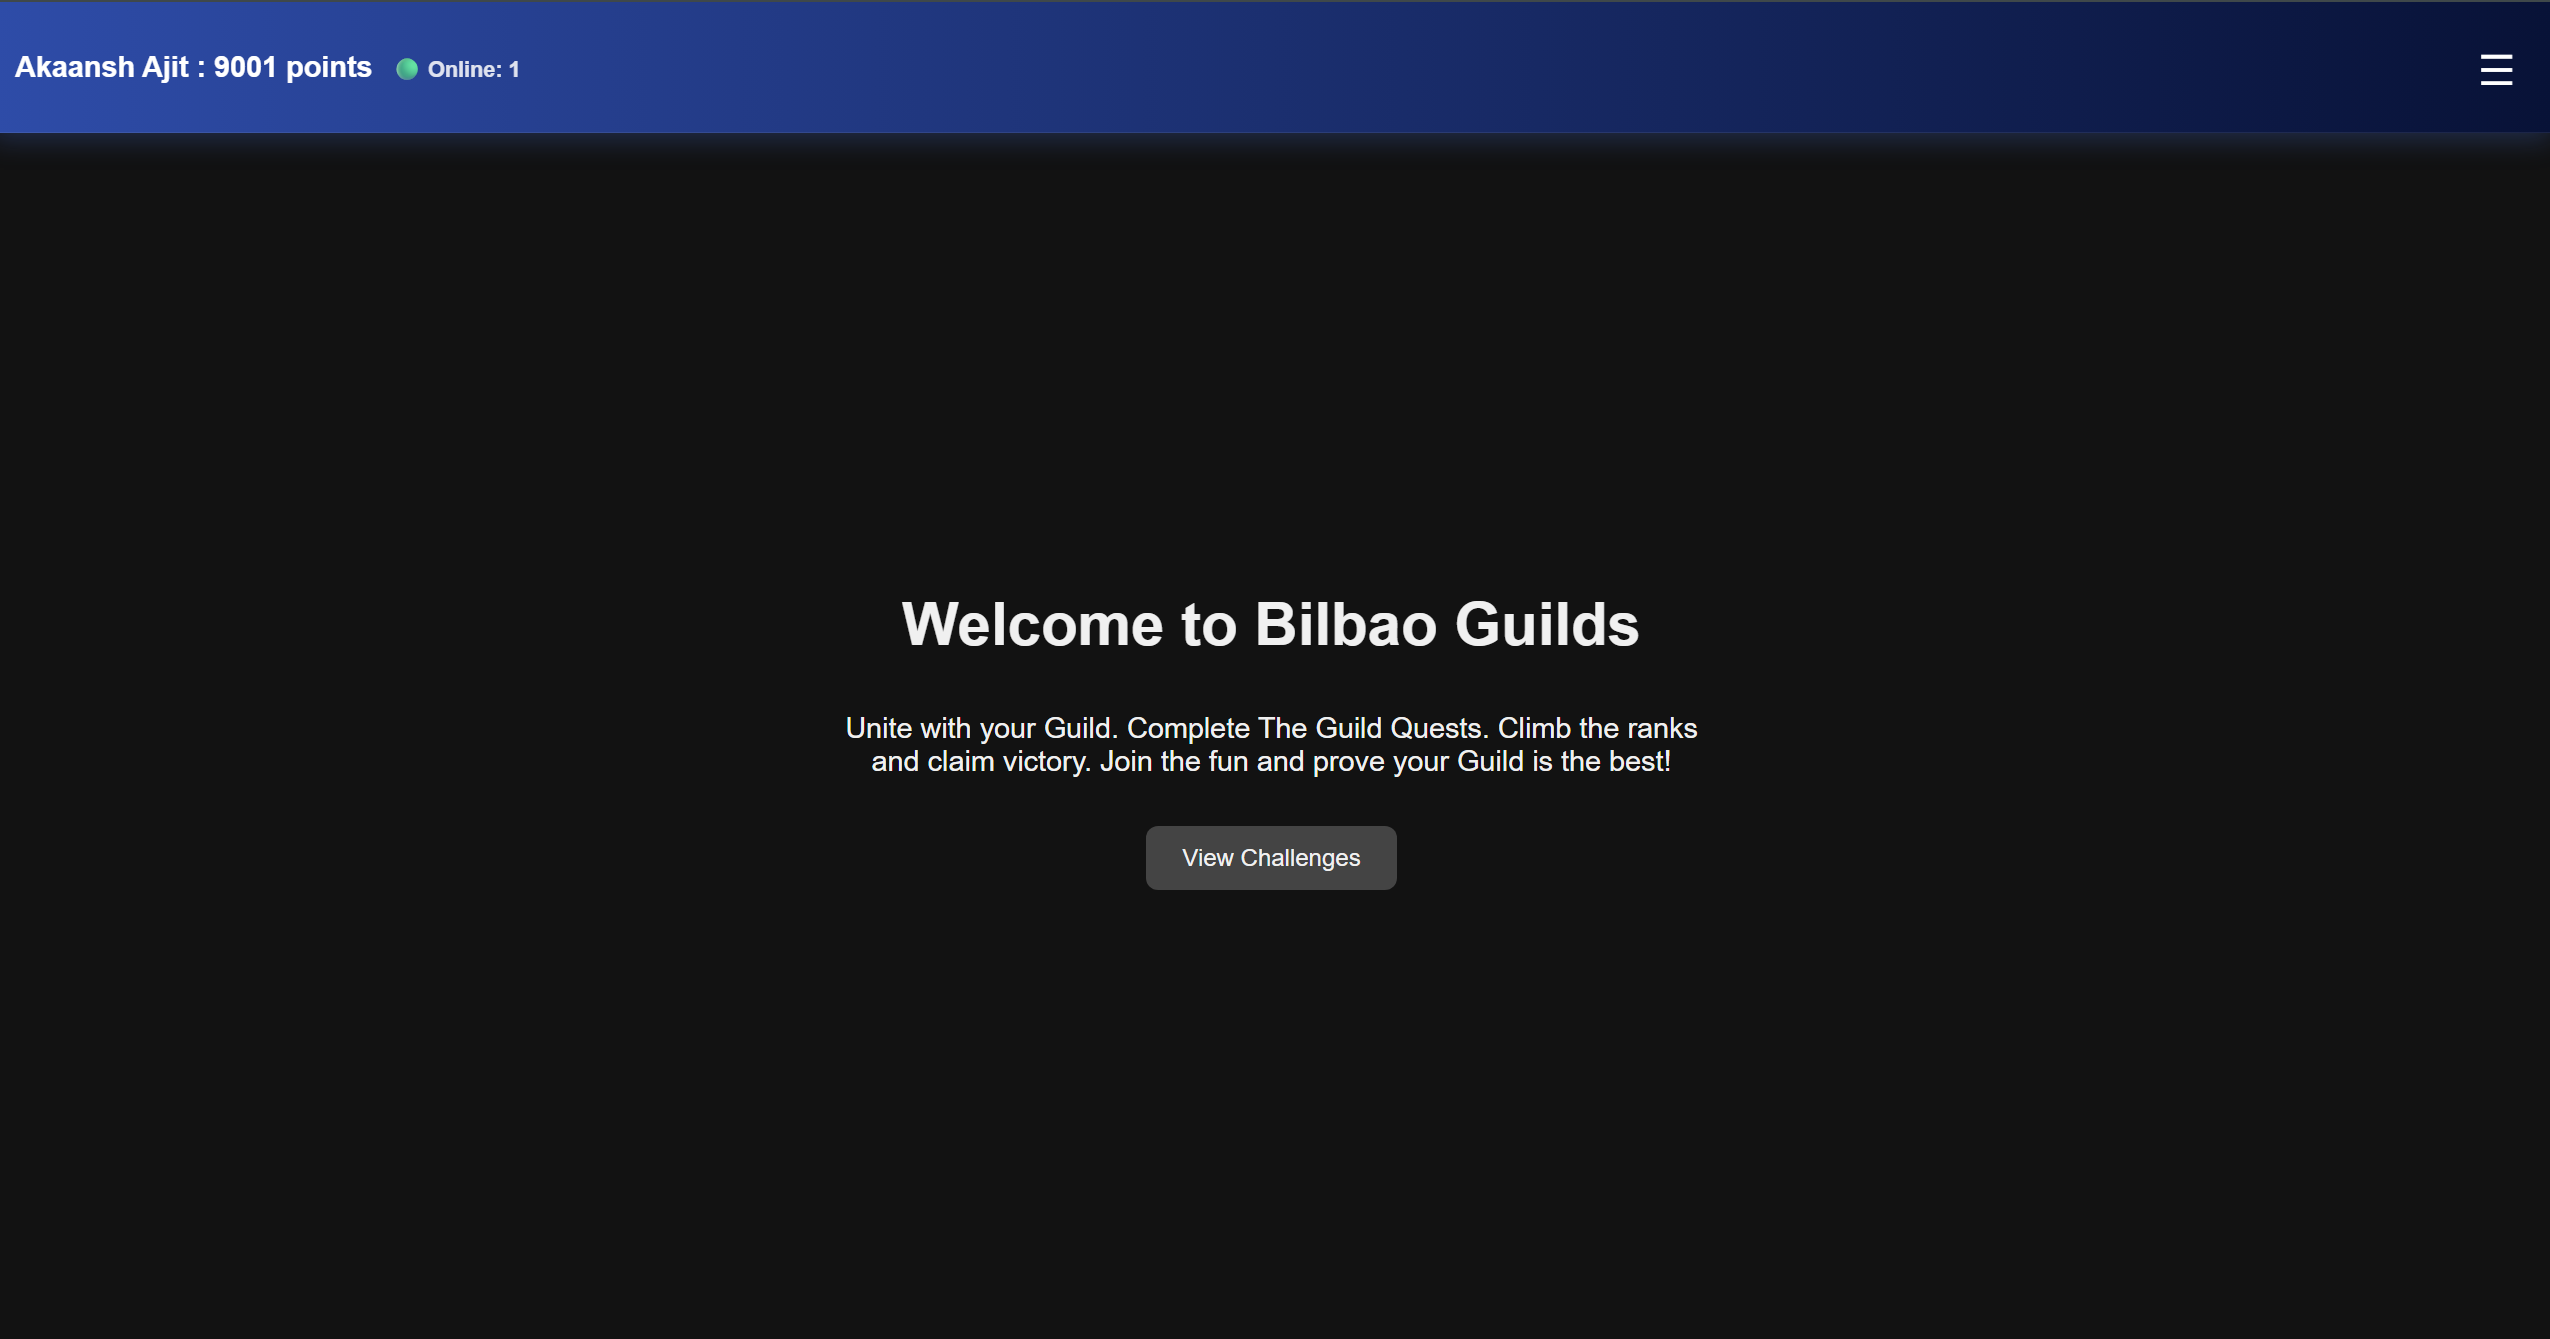 Akaansh Ajit : 9001 points
Online: 1
Welcome to Bilbao Guilds
Unite with your Guild. Complete The Guild Quests. Climb the ranks
and claim victory. Join the fun and prove your Guild is the best!
View Challenges